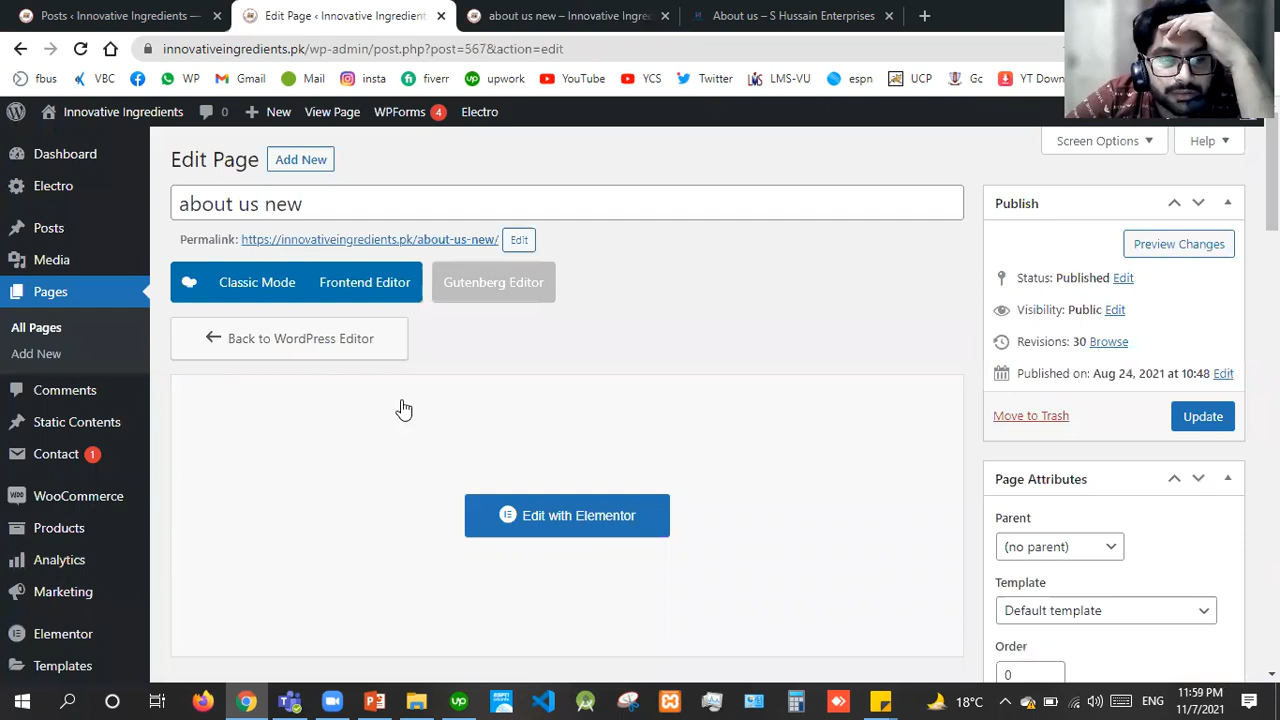 Posts ‹ Innovative Ingredients —
Edit Page ‹ Innovative Ingredient
about us new – Innovative Ingre
About us – S Hussain Enterprises
innovativeingredients.pk/wp-admin/post.php?post=567&action=edit
fbus VBC WP Gmail Mail insta fiverr upwork YouTube YCS Twitter LMS-VU espn UCP Gc YT Down
Innovative Ingredients 0 New View Page WPForms 4 Electro
Screen Options Help
Dashboard
Electro
Posts
Media
Pages
All Pages
Add New
Comments
Static Contents
Contact 1
WooCommerce
Products
Analytics
Marketing
Elementor
Templates
Edit Page Add New
about us new
Permalink: https://innovativeingredients.pk/about-us-new/ Edit
Classic Mode Frontend Editor Gutenberg Editor
Back to WordPress Editor
Edit with Elementor
Publish
Preview Changes
Status: Published Edit
Visibility: Public Edit
Revisions: 30 Browse
Published on: Aug 24, 2021 at 10:48 Edit
Move to Trash Update
Page Attributes
Parent
(no parent)
Template
Default template
Order
0
18°C ENG
11:59 PM
11/7/2021